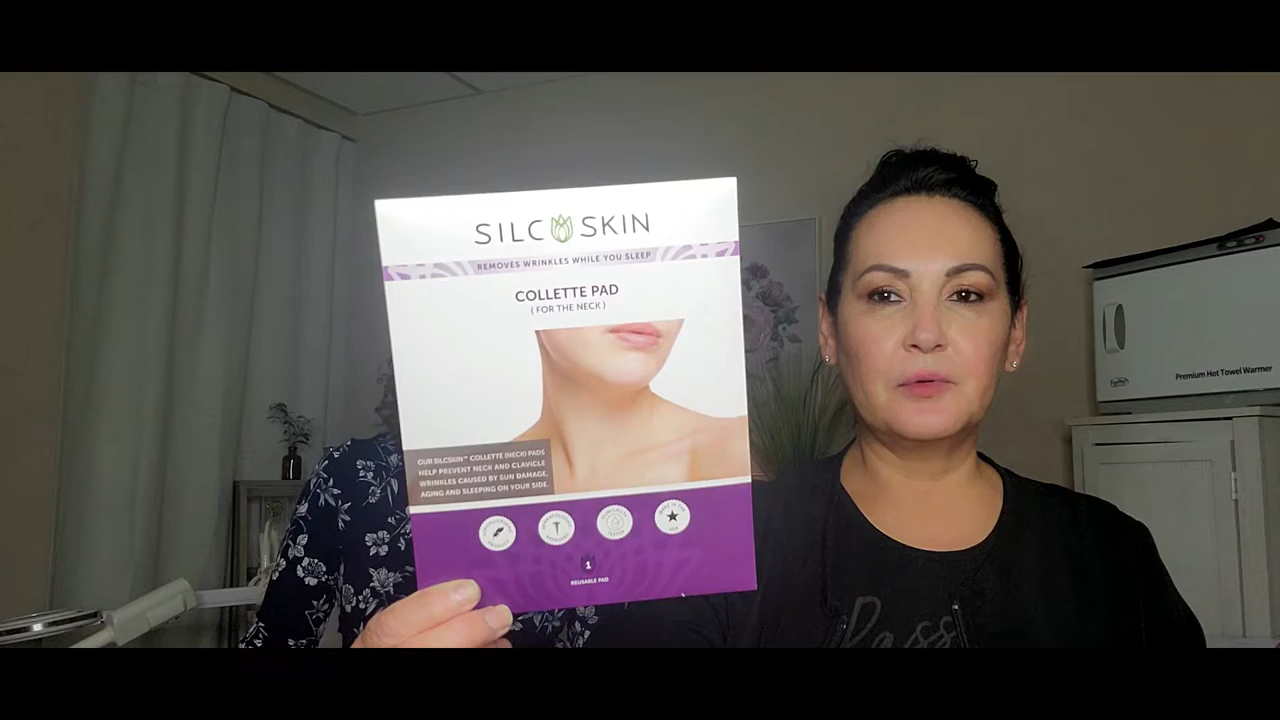 SILC SKIN
REMOVES WRINKLES WHILE YOU SLEEP
COLLETTE PAD
( FOR THE NECK )
OUR SILCSKIN™ COLLETTE (NECK) PADS
HELP PREVENT NECK AND CLAVICLE
WRINKLES CAUSED BY SUN DAMAGE,
AGING AND SLEEPING ON YOUR SIDE.
1
REUSABLE PAD
Premium Hot Towel Warmer
Pass